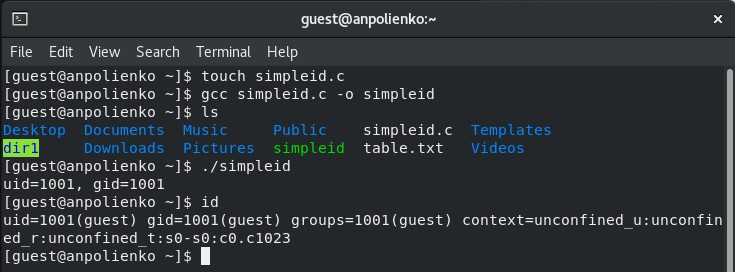 guest@anpolienko:~
File Edit View Search Terminal Help
[guest@anpolienko ~]$ touch simpleid.c
[guest@anpolienko ~]$ gcc simpleid.c -o simpleid
[guest@anpolienko ~]$ ls
Desktop Documents Music Public simpleid.c Templates
dir1 Downloads Pictures simpleid table.txt Videos
[guest@anpolienko ~]$ ./simpleid
uid=1001, gid=1001
[guest@anpolienko ~]$ id
uid=1001(guest) gid=1001(guest) groups=1001(guest) context=unconfined_u:unconfin
ed_r:unconfined_t:s0-s0:c0.c1023
[guest@anpolienko ~]$